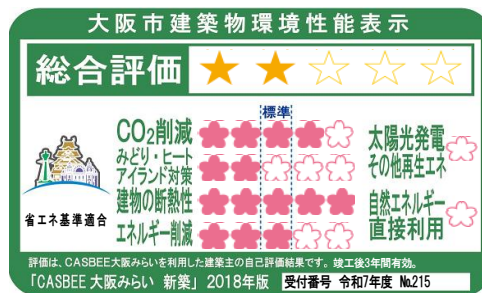 大阪市建築物環境性能表示
総合評価
標準
CO2削減
みどり・ヒート
アイランド対策
建物の断熱性
エネルギー削減
太陽光発電
その他再生エネ
自然エネルギー
直接利用
省エネ基準適合
評価は、CASBEE大阪みらいを利用した建築主の自己評価結果です。竣工後3年間有効。
「CASBEE大阪みらい 新築」2018年版 受付番号 令和7年度 №215